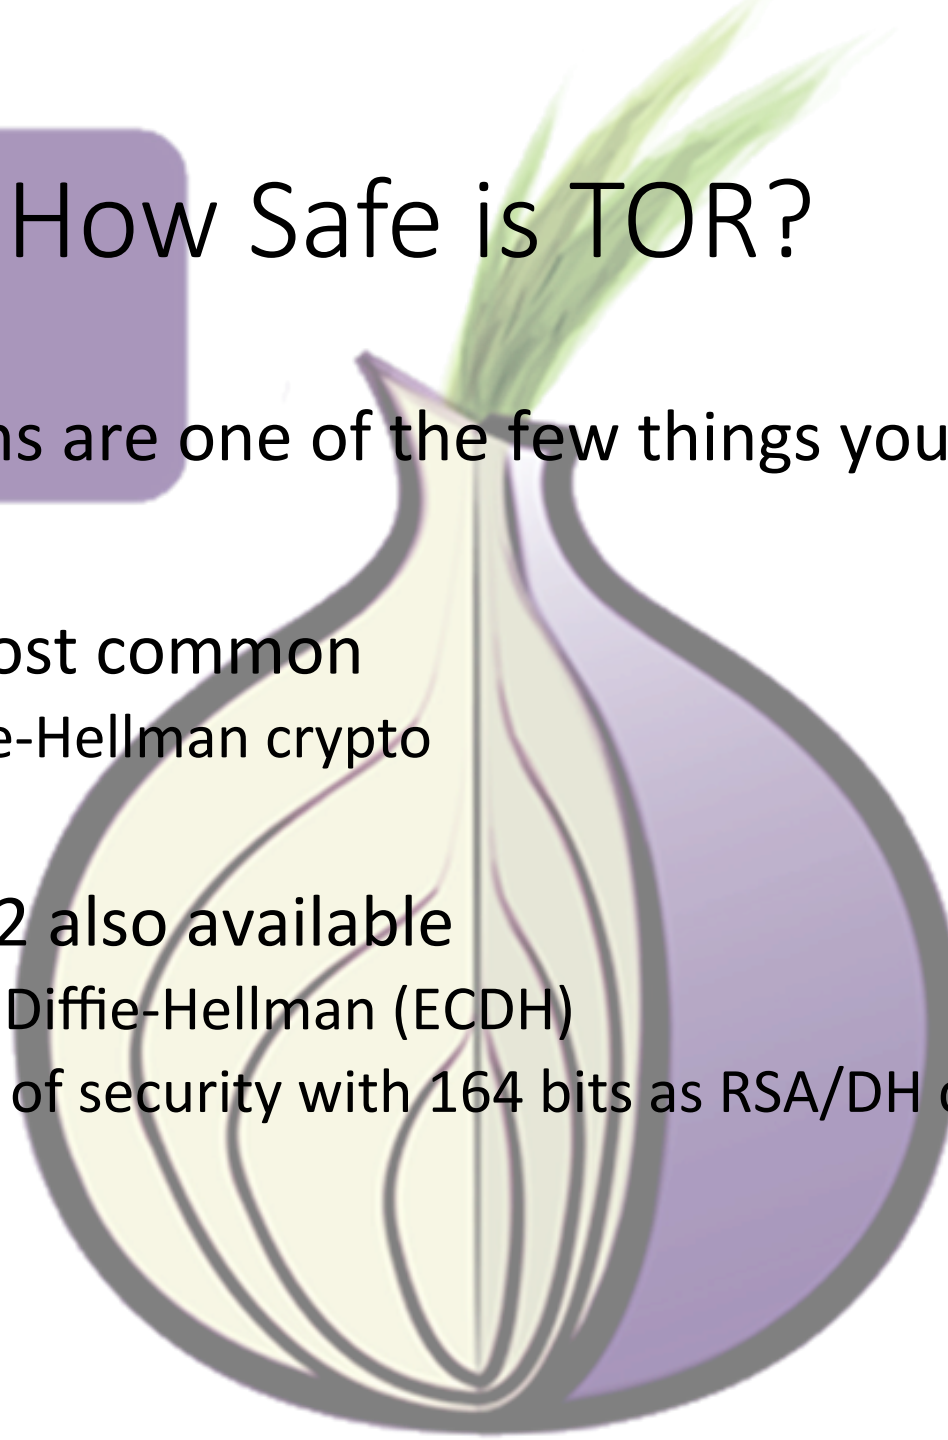 How Safe is TOR?
ns are one of the few things you
ost common
e-Hellman crypto
2 also available
Diffie-Hellman (ECDH)
of security with 164 bits as RSA/DH